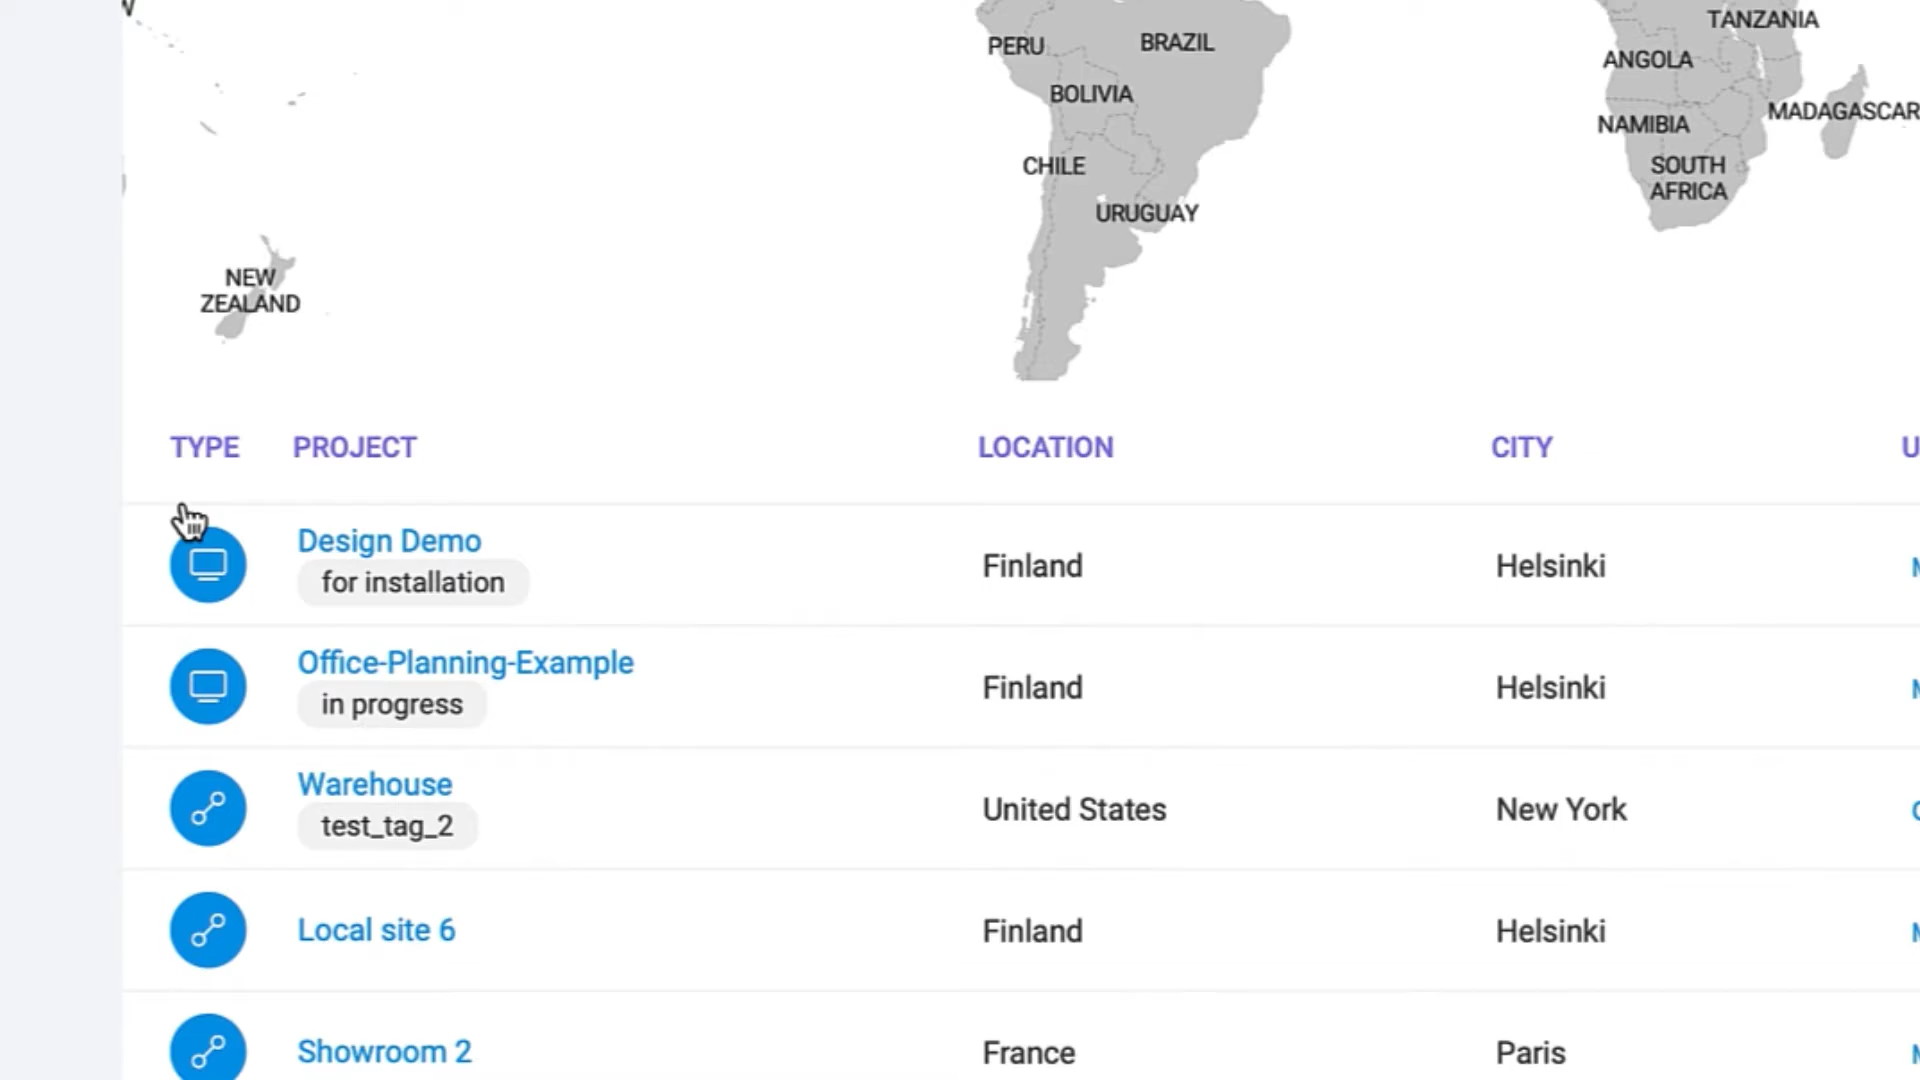 TANZANIA
PERU
BRAZIL
ANGOLA
BOLIVIA
MADAGASCAR
NAMIBIA
CHILE
SOUTH
AFRICA
URUGUAY
NEW
ZEALAND
TYPE PROJECT LOCATION CITY U
Design Demo
for installation
Finland Helsinki
Office-Planning-Example
in progress
Finland Helsinki
Warehouse
test_tag_2
United States New York
Local site 6 Finland Helsinki
Showroom 2 France Paris